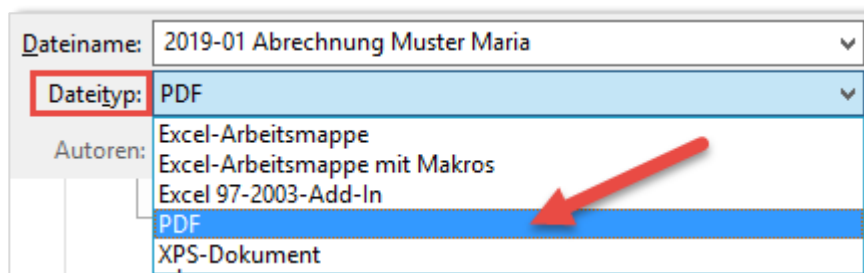 Dateiname: 2019-01 Abrechnung Muster Maria
Dateityp: PDF
Autoren:
Excel-Arbeitsmappe
Excel-Arbeitsmappe mit Makros
Excel 97-2003-Add-In
PDF
XPS-Dokument